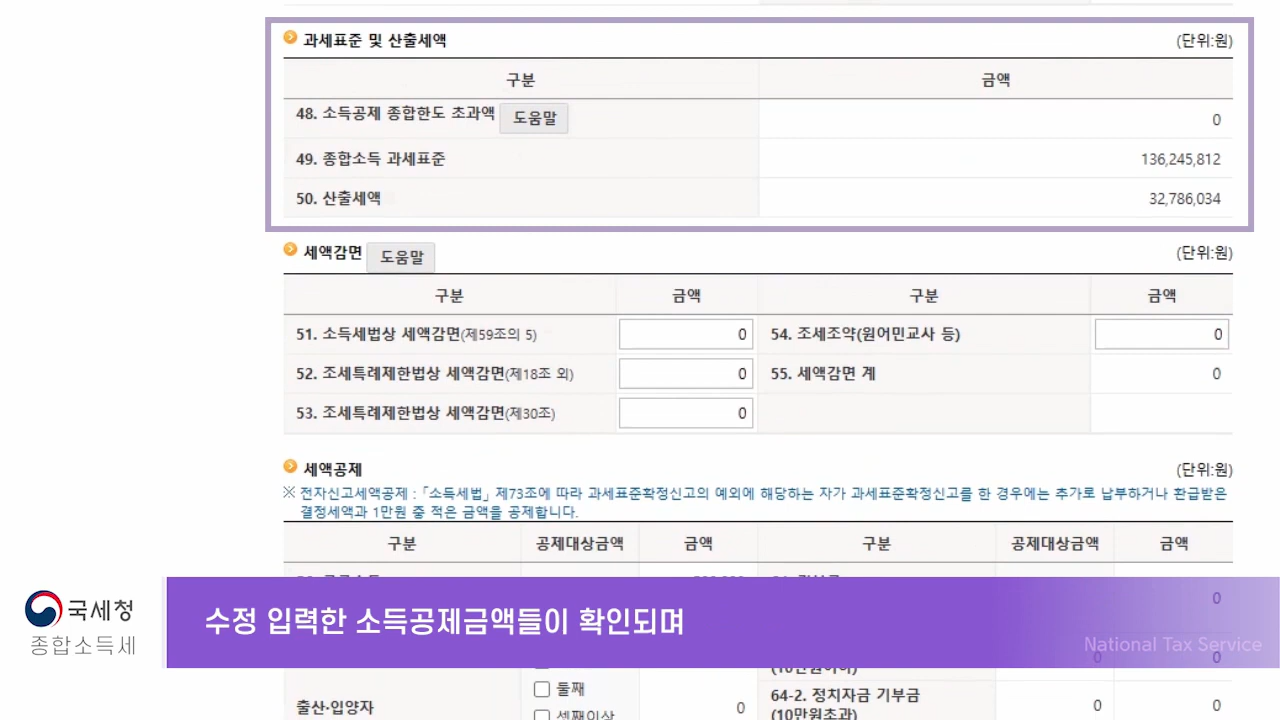 과세표준 및 산출세액 (단위:원)
구분 금액
48. 소득공제 종합한도 초과액 도움말 0
49. 종합소득 과세표준 136,245,812
50. 산출세액 32,786,034
세액감면 도움말 (단위:원)
구분 금액 구분 금액
51. 소득세법상 세액감면(제59조의 5) 0 54. 조세조약(원어민교사 등) 0
52. 조세특례제한법상 세액감면(제18조 외) 0 55. 세액감면 계 0
53. 조세특례제한법상 세액감면(제30조) 0
세액공제 (단위:원)
※ 전자신고세액공제 : 「소득세법」 제73조에 따라 과세표준확정신고의 예외에 해당하는 자가 과세표준확정신고를 한 경우에는 추가로 납부하거나 환급받은
결정세액과 1만원 중 적은 금액을 공제합니다.
구분 공제대상금액 금액 구분 공제대상금액 금액
0
국세청
종합소득세
수정 입력한 소득공제금액들이 확인되며
National Tax Service
0 0
(10만원이하)
출산·입양자
둘째
셋째이상
0
64-2. 정치자금 기부금
(10만원초과)
0 0